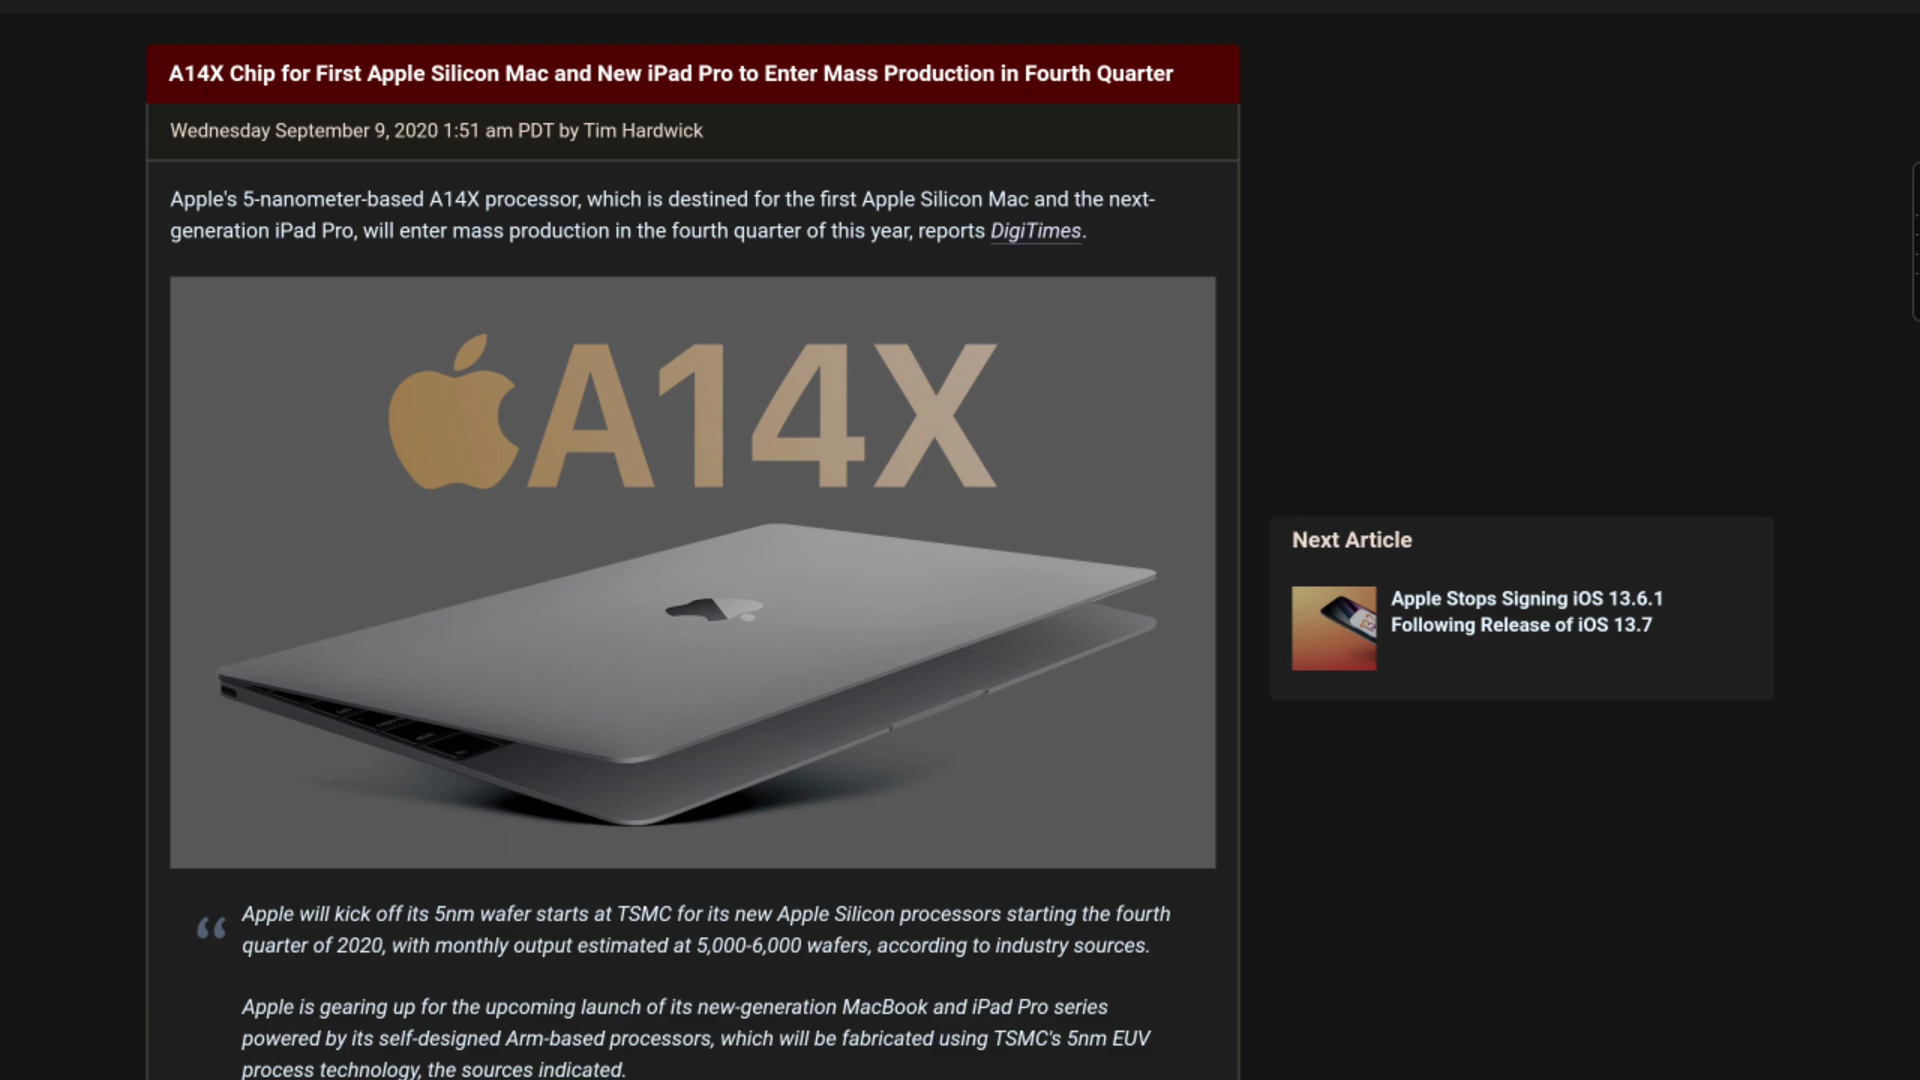 A14X Chip for First Apple Silicon Mac and New iPad Pro to Enter Mass Production in Fourth Quarter
Wednesday September 9, 2020 1:51 am PDT by Tim Hardwick
Apple's 5-nanometer-based A14X processor, which is destined for the first Apple Silicon Mac and the next-
generation iPad Pro, will enter mass production in the fourth quarter of this year, reports DigiTimes.
A14X
“ Apple will kick off its 5nm wafer starts at TSMC for its new Apple Silicon processors starting the fourth
quarter of 2020, with monthly output estimated at 5,000-6,000 wafers, according to industry sources.
Apple is gearing up for the upcoming launch of its new-generation MacBook and iPad Pro series
powered by its self-designed Arm-based processors, which will be fabricated using TSMC's 5nm EUV
process technology, the sources indicated.
Next Article
Apple Stops Signing iOS 13.6.1
Following Release of iOS 13.7